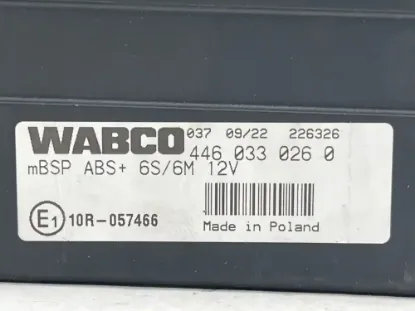 WABCO 037 09/22 226326
446 033 026 0
mBSP ABS+ 6S/6M 12V
E1 10R-057466
Made in Poland